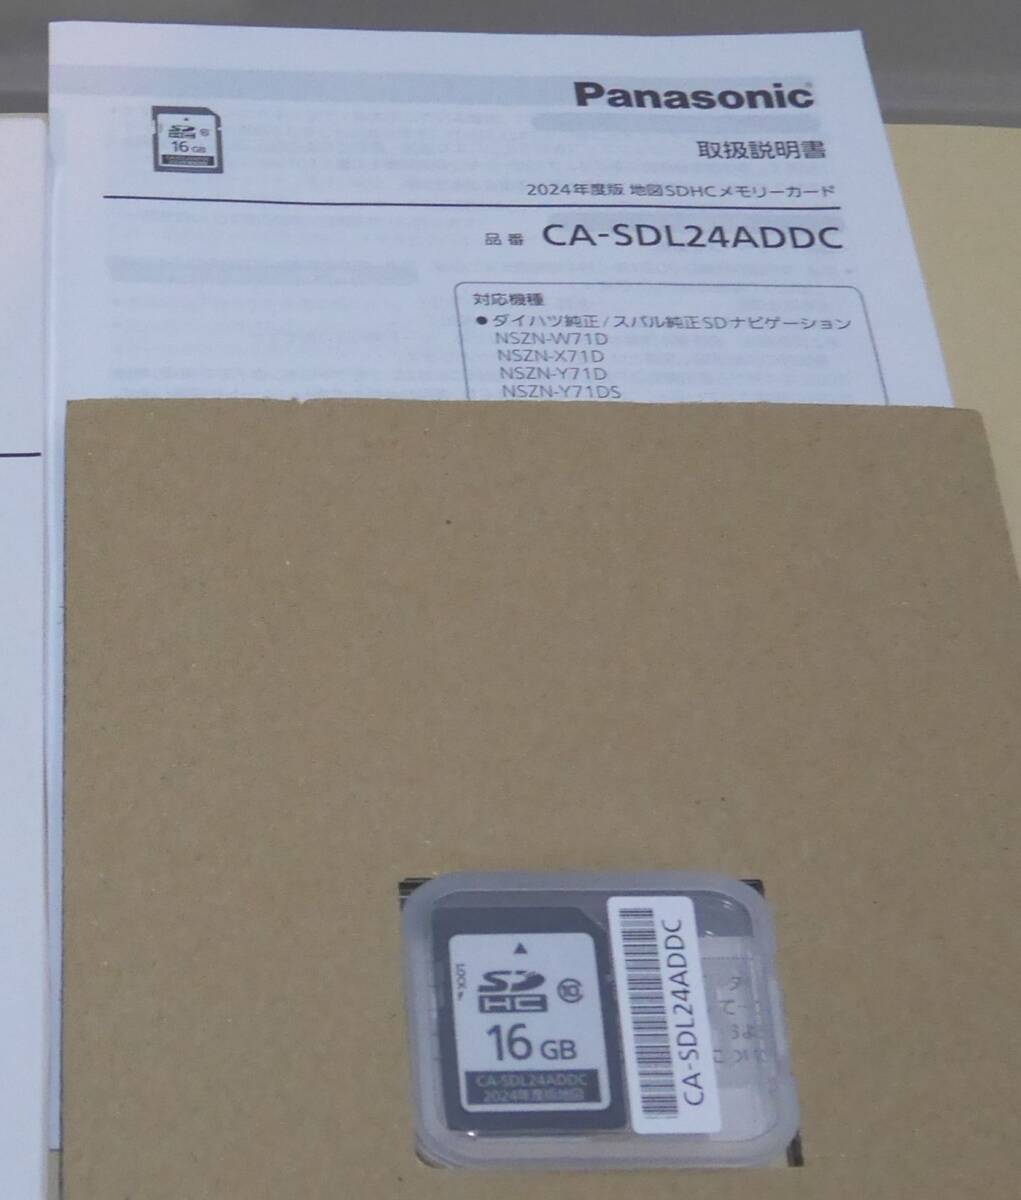 Panasonic
16 GB
取扱説明書
2024年度版 地図SDHCメモリーカード
品番 CA-SDL24ADDC
対応機種
●ダイハツ純正/スバル純正SDナビゲーション
NSZN-W71D
NSZN-X71D
NSZN-Y71D
NSZN-Y71DS
LOCK
SD
HC
10
16 GB
CA-SDL24ADDC
2024年度版地図
CA-SDL24ADDC